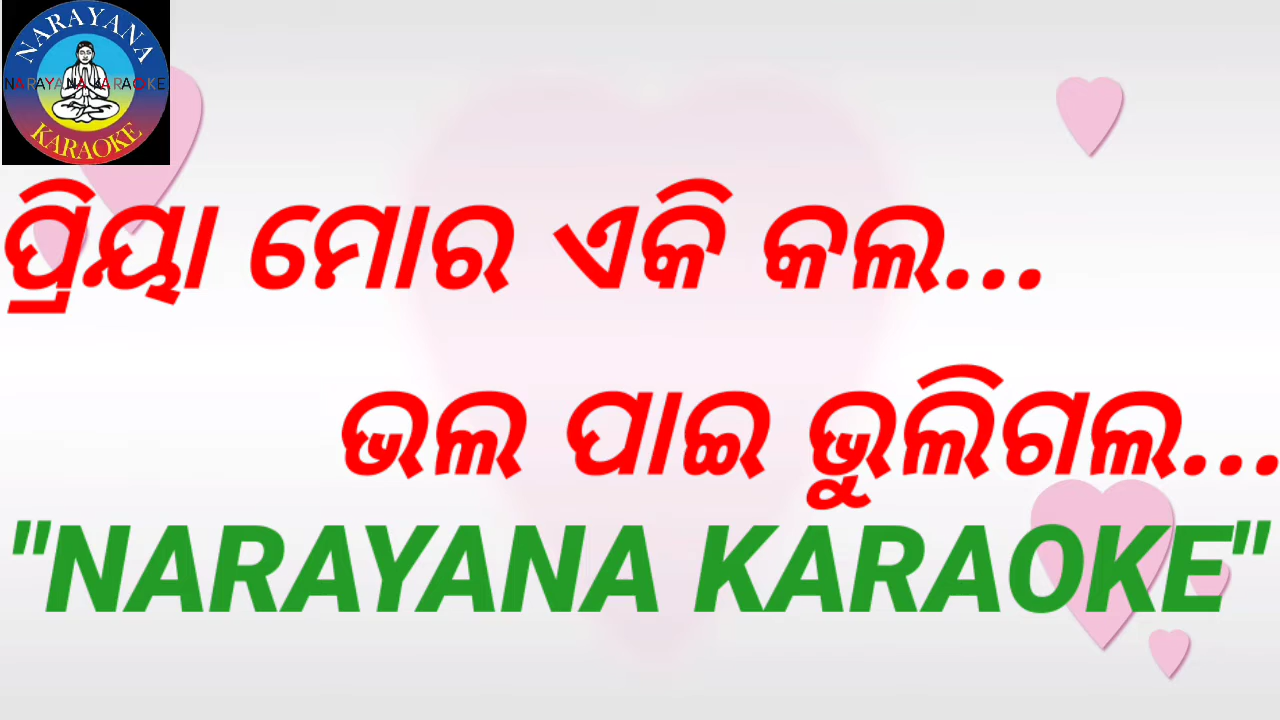 NARAYANA
NARAYANA KARAOKE
KARAOKE
ପ୍ରିୟା ମୋର ଏକି କଲ...
ଭଲ ପାଇ ଭୁଲିଗଲ...
"NARAYANA KARAOKE"